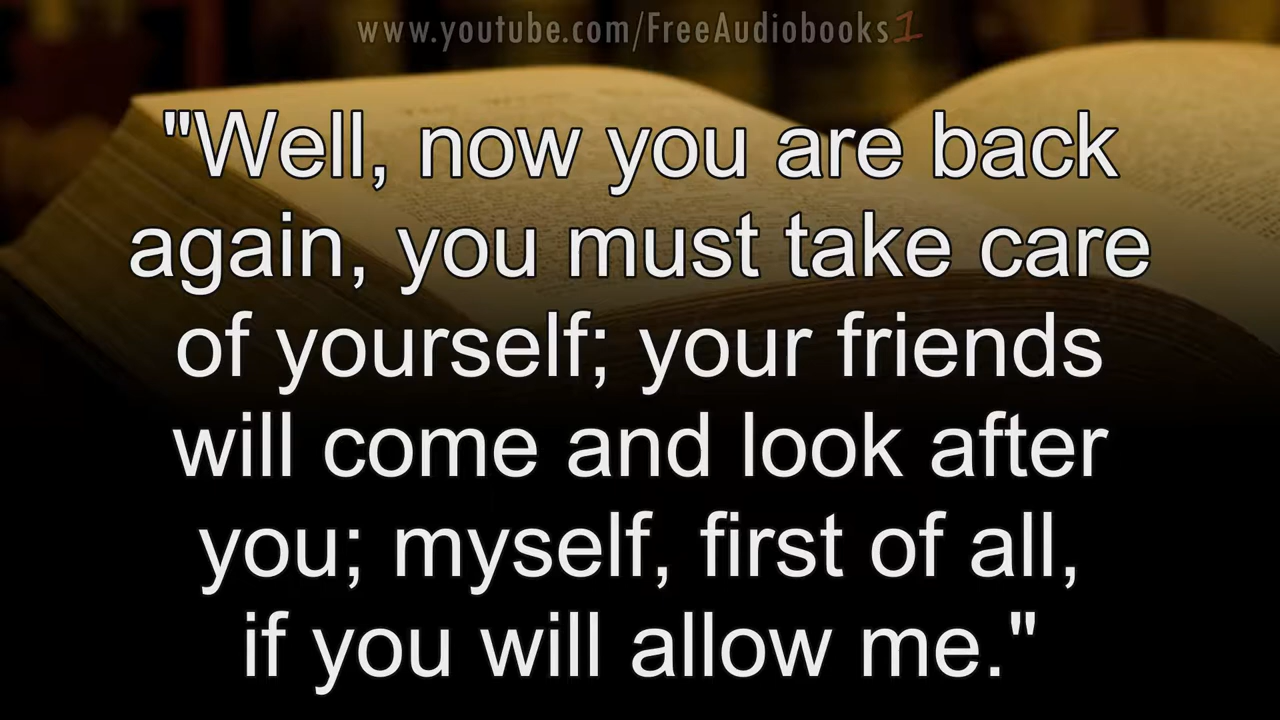 www.youtube.com/FreeAudiobooks1
"Well, now you are back
again, you must take care
of yourself; your friends
will come and look after
you; myself, first of all,
if you will allow me."